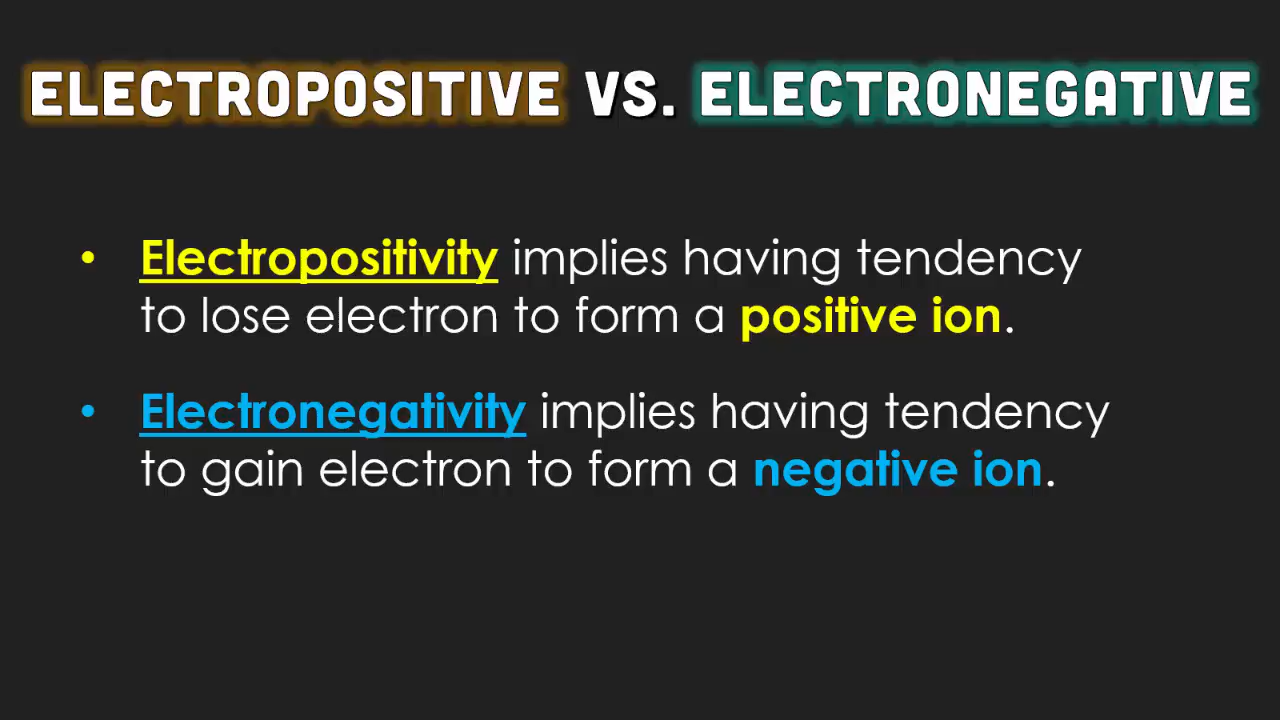 ELECTROPOSITIVE VS. ELECTRONEGATIVE
• Electropositivity implies having tendency
to lose electron to form a positive ion.
• Electronegativity implies having tendency
to gain electron to form a negative ion.